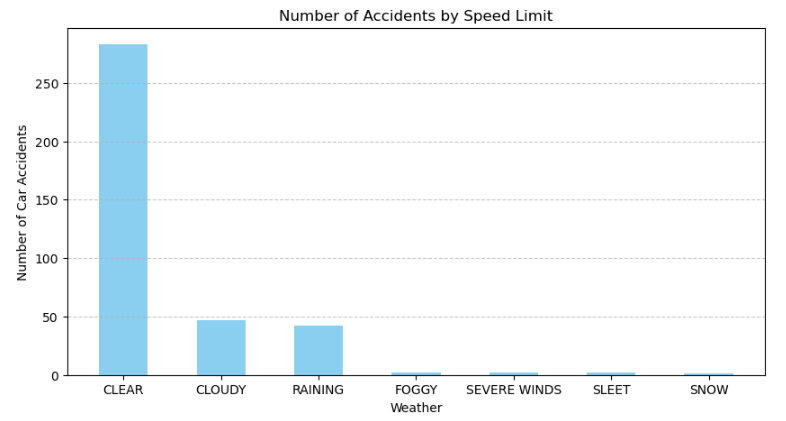 Number of Accidents by Speed Limit
Number of Car Accidents
250
200
150
100
50
0
CLEAR CLOUDY RAINING FOGGY SEVERE WINDS SLEET SNOW
Weather